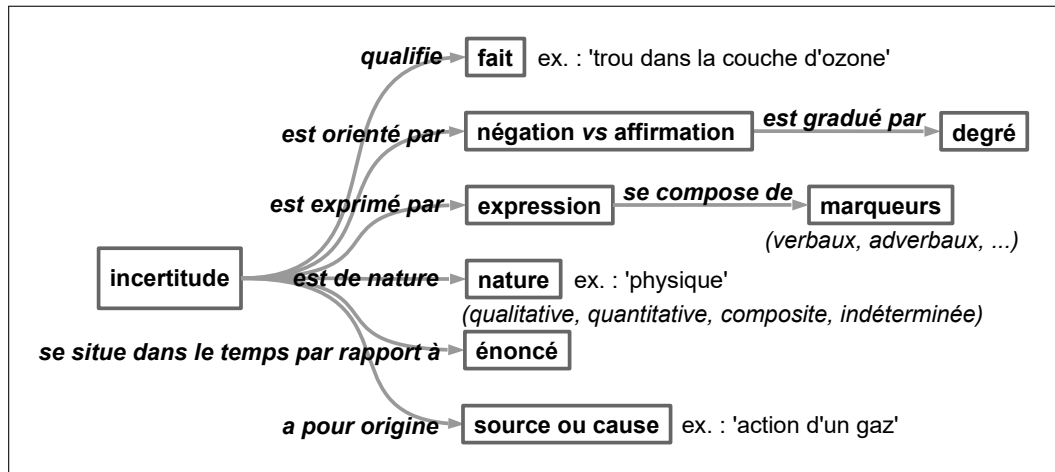 qualifie fait ex. : 'trou dans la couche d'ozone'
est orienté par négation vs affirmation est gradué par degré
est exprimé par expression se compose de marqueurs
(verbaux, adverbaux, ...)
incertitude est de nature nature ex. : 'physique'
(qualitative, quantitative, composite, indéterminée)
se situe dans le temps par rapport à énoncé
a pour origine source ou cause ex. : 'action d'un gaz'